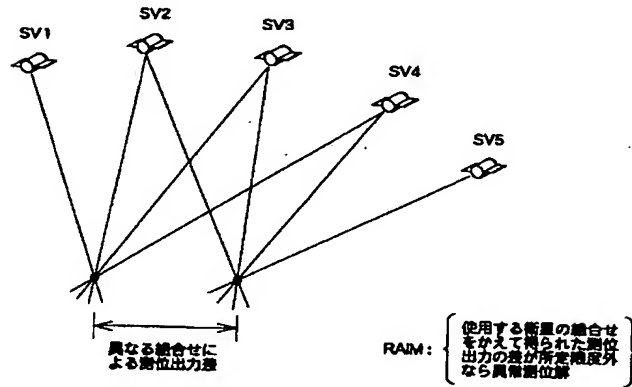 SV1
SV2
SV3
SV4
SV5
異なる組合せに
よる測位出力差
RAIM:
使用する衛星の組合せ
をかえて得られた測位
出力の差が所定限度外
なら異常測位解